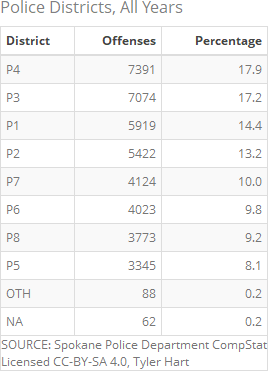 Police Districts, All Years
District Offenses Percentage
P4 7391 17.9
P3 7074 17.2
P1 5919 14.4
P2 5422 13.2
P7 4124 10.0
P6 4023 9.8
P8 3773 9.2
P5 3345 8.1
OTH 88 0.2
NA 62 0.2
SOURCE: Spokane Police Department CompStat
Licensed CC-BY-SA 4.0, Tyler Hart